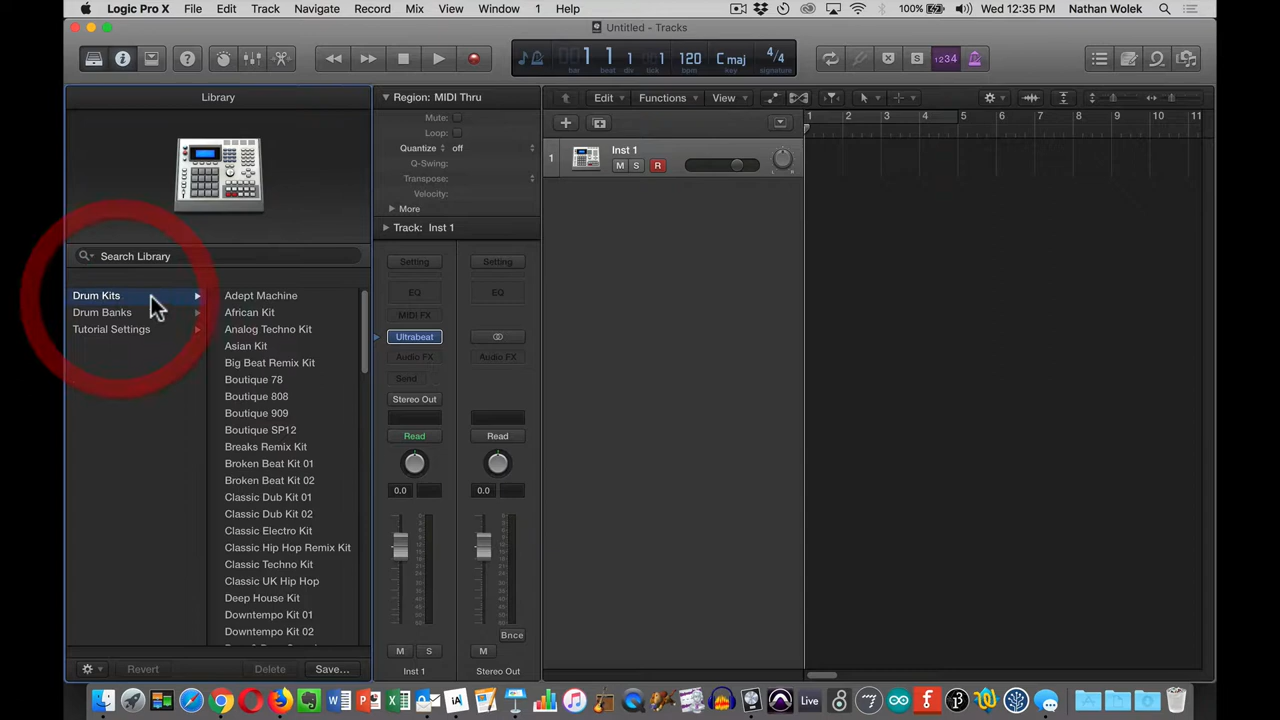 Logic Pro X File Edit Track Navigate Record Mix View Window 1 Help 100% Wed 12:35 PM Nathan Wolek
Untitled - Tracks
1 1 1 1 120 C maj 4/4
bar beat div tick bpm key signature
1234
Library
Region: MIDI Thru
Edit Functions View
Mute:
Loop:
Quantize off
Q-Swing:
Transpose:
Velocity:
More
Track: Inst 1
1 2 3 4 5 6 7 8 9 10 11
1 Inst 1
M S R
L R
Search Library
Drum Kits
Drum Banks
Tutorial Settings
Adept Machine
African Kit
Analog Techno Kit
Asian Kit
Big Beat Remix Kit
Boutique 78
Boutique 808
Boutique 909
Boutique SP12
Breaks Remix Kit
Broken Beat Kit 01
Broken Beat Kit 02
Classic Dub Kit 01
Classic Dub Kit 02
Classic Electro Kit
Classic Hip Hop Remix Kit
Classic Techno Kit
Classic UK Hip Hop
Deep House Kit
Downtempo Kit 01
Downtempo Kit 02
Setting Setting
EQ EQ
MIDI FX
Ultrabeat
Audio FX Audio FX
Send
Stereo Out
Read Read
0.0 0.0
Bnce
M S M
Inst 1 Stereo Out
Revert Delete Save...
iA
Live